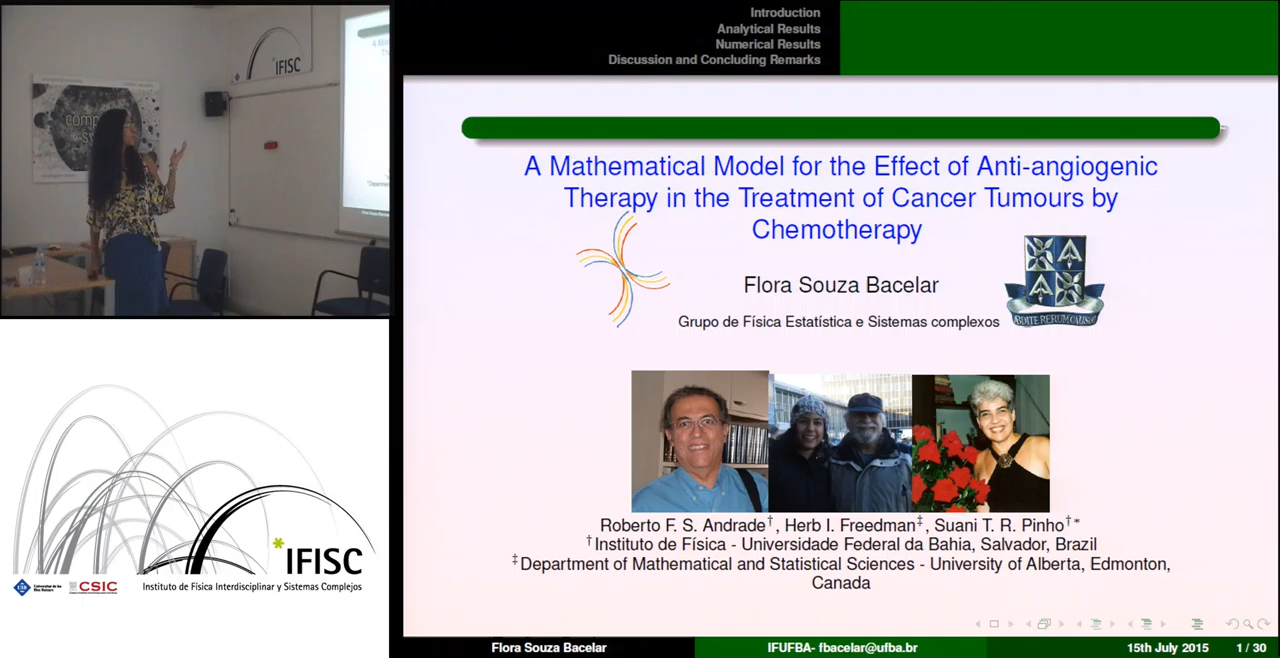 IFISC
Introduction
Analytical Results
Numerical Results
Discussion and Concluding Remarks
A Mathematical Model for the Effect of Anti-angiogenic
Therapy in the Treatment of Cancer Tumours by
Chemotherapy
Flora Souza Bacelar
Grupo de Física Estatística e Sistemas complexos
Roberto F. S. Andrade†, Herb I. Freedman‡, Suani T. R. Pinho†*
†Instituto de Física - Universidade Federal da Bahia, Salvador, Brazil
‡Department of Mathematical and Statistical Sciences - University of Alberta, Edmonton,
Canada
Flora Souza Bacelar
IFUFBA- fbacelar@ufba.br
15th July 2015
1 / 30
IFISC
CSIC
Instituto de Física Interdisciplinar y Sistemas Complejos